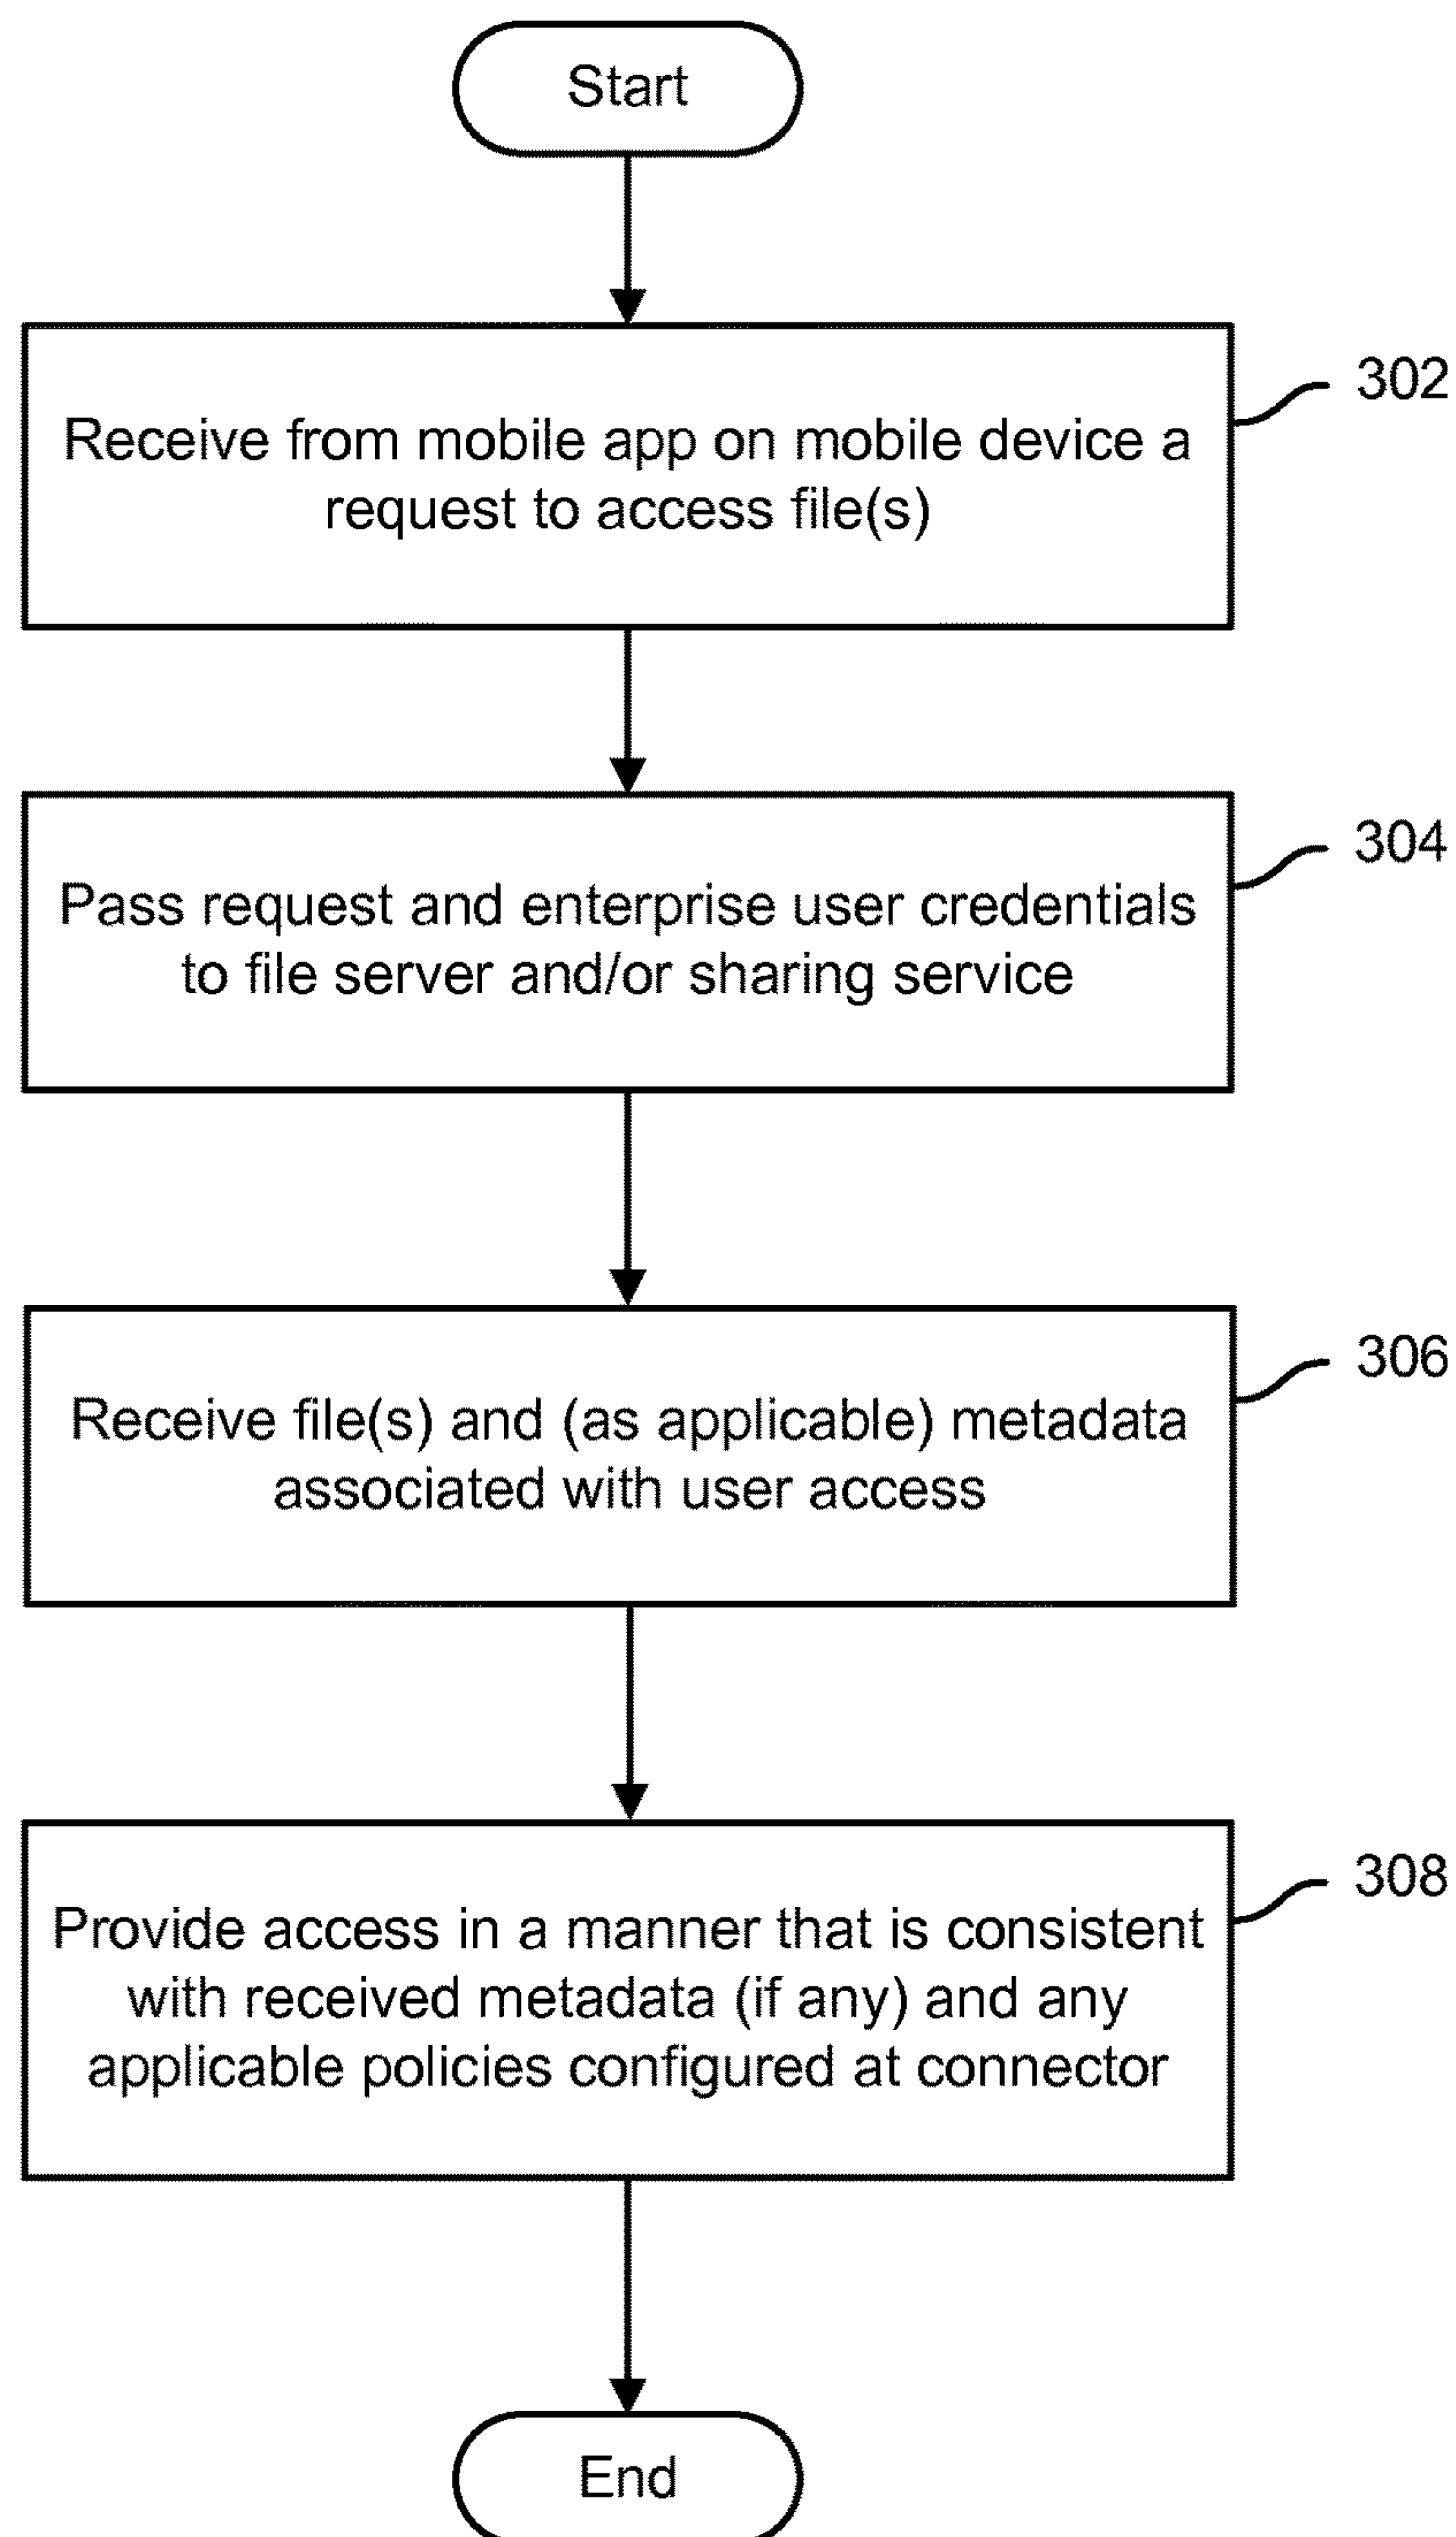 Start
302
Receive from mobile app on mobile device a
request to access file(s)
304
Pass request and enterprise user credentials
to file server and/or sharing service
306
Receive file(s) and (as applicable) metadata
associated with user access
308
Provide access in a manner that is consistent
with received metadata (if any) and any
applicable policies configured at connector
End